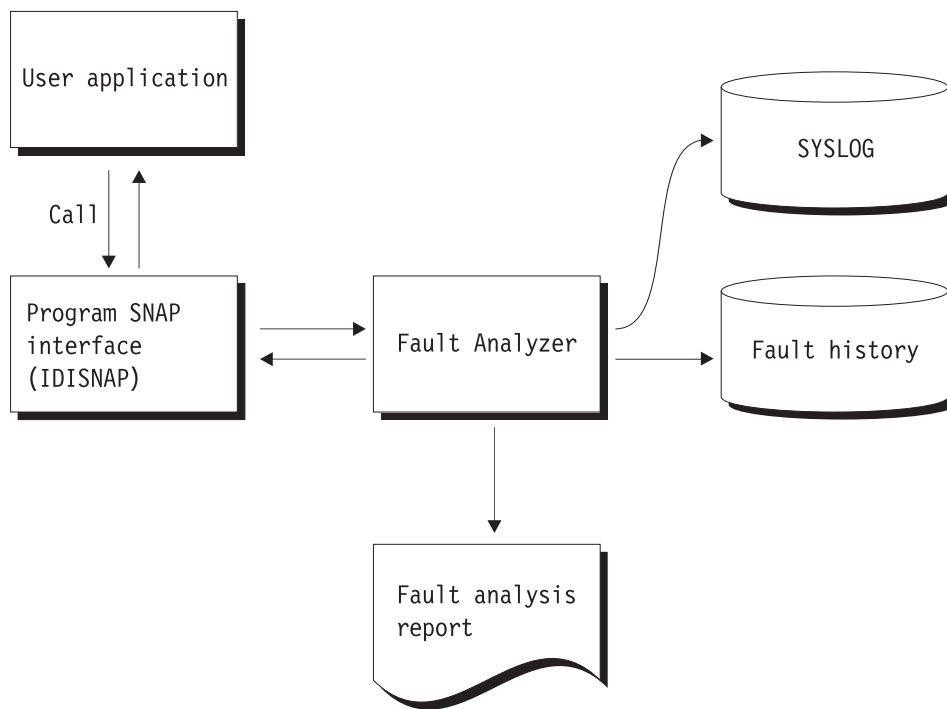 User application
SYSLOG
Call
Program SNAP
interface
(IDISNAP)
Fault Analyzer
Fault history
Fault analysis
report